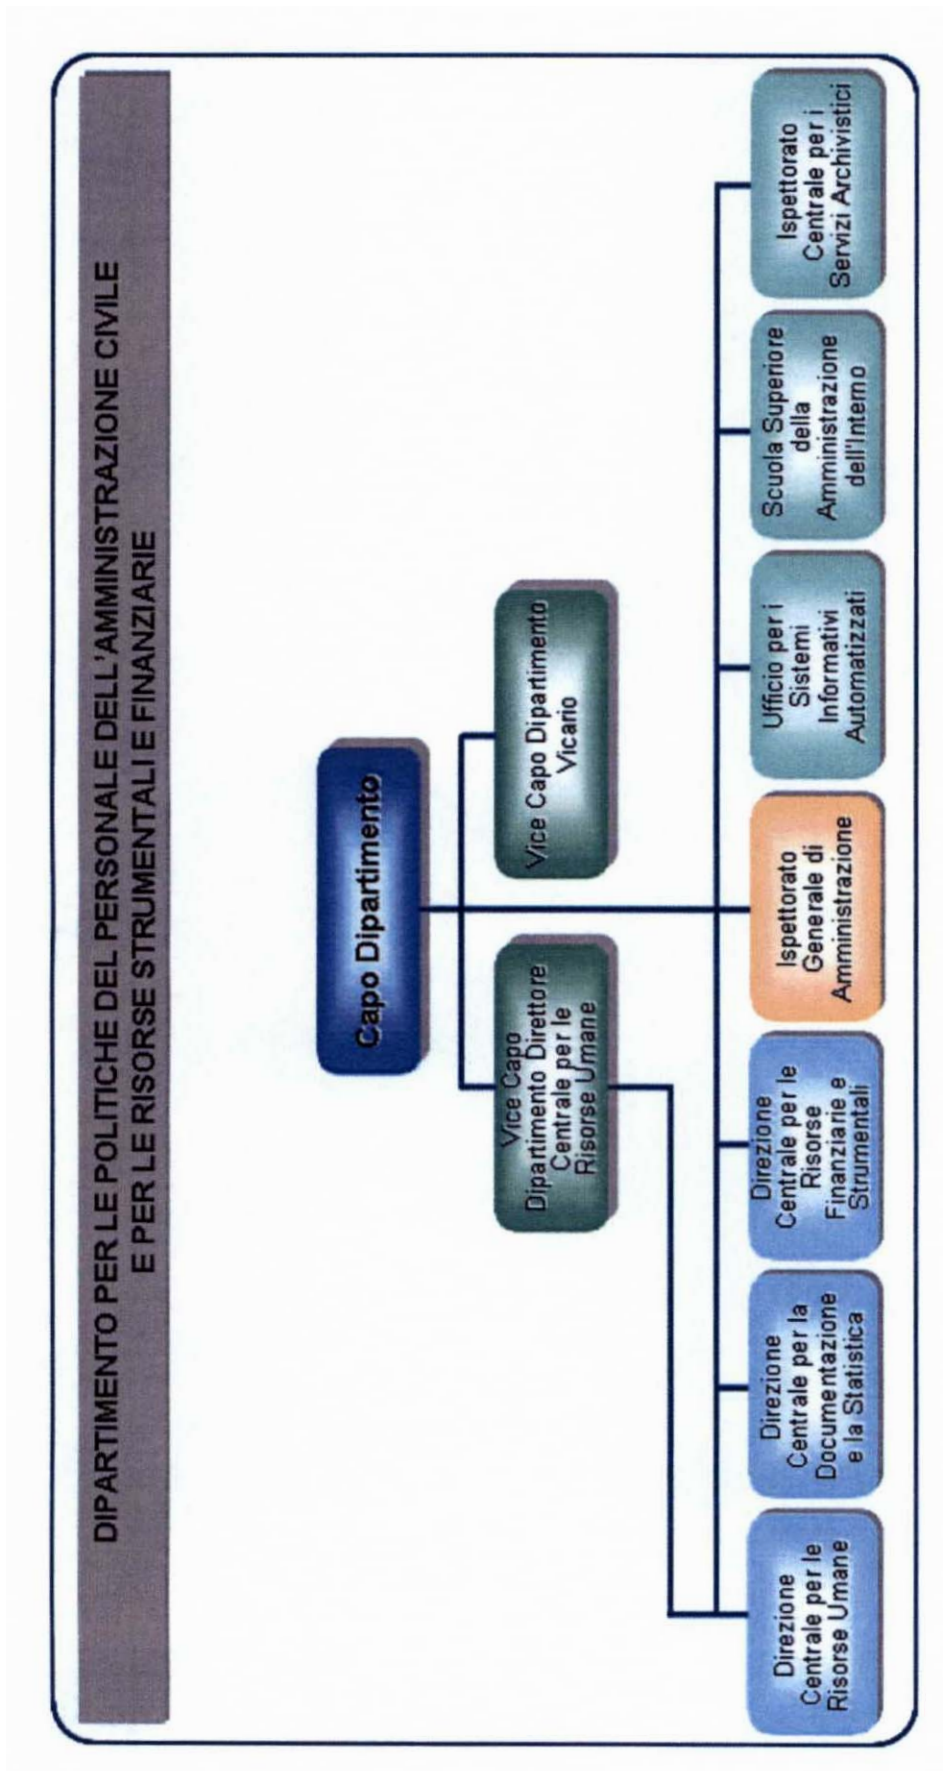 DIPARTIMENTO PER LE POLITICHE DEL PERSONALE DELL'AMMINISTRAZIONE CIVILE
E PER LE RISORSE STRUMENTALI E FINANZIARIE
Capo Dipartimento
Vice Capo
Dipartimento Direttore
Centrale per le
Risorse Umane
Vice Capo Dipartimento
Vicario
Direzione
Centrale per le
Risorse Umane
Direzione
Centrale per la
Documentazione
e la Statistica
Direzione
Centrale per le
Risorse
Finanziarie e
Strumentali
Ispettorato
Generale di
Amministrazione
Ufficio per i
Sistemi
Informativi
Automatizzati
Scuola Superiore
della
Amministrazione
dell'Interno
Ispettorato
Centrale per i
Servizi Archivistici